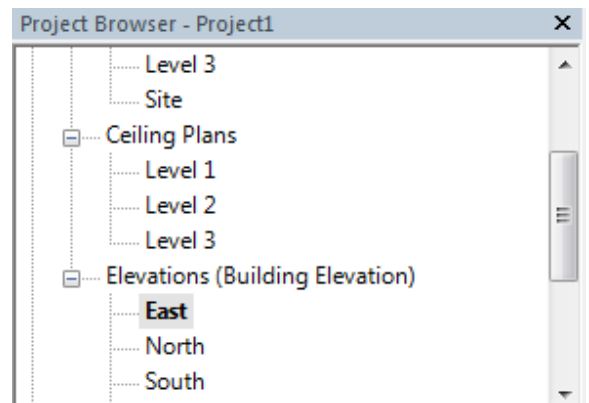 Project Browser - Project1
Level 3
Site
Ceiling Plans
Level 1
Level 2
Level 3
Elevations (Building Elevation)
East
North
South